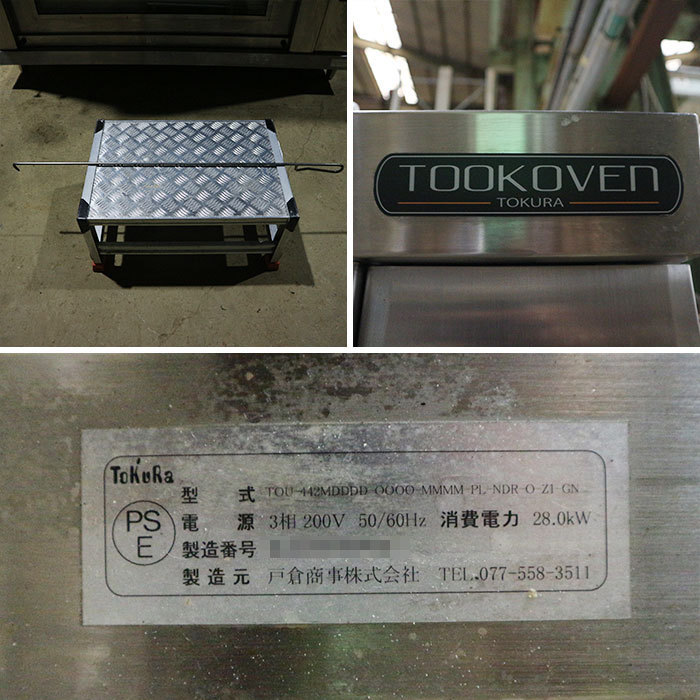 TOOKOVEN
TOKURA
ToKuRa
PS
E
型 式 TOU-442MDDDD-OOOO-MMMM-PL-NDR-O-Z1-GN
電 源 3相 200V 50/60Hz 消費電力 28.0kW
製造番号
製造元 戸倉商事株式会社 TEL.077-558-3511